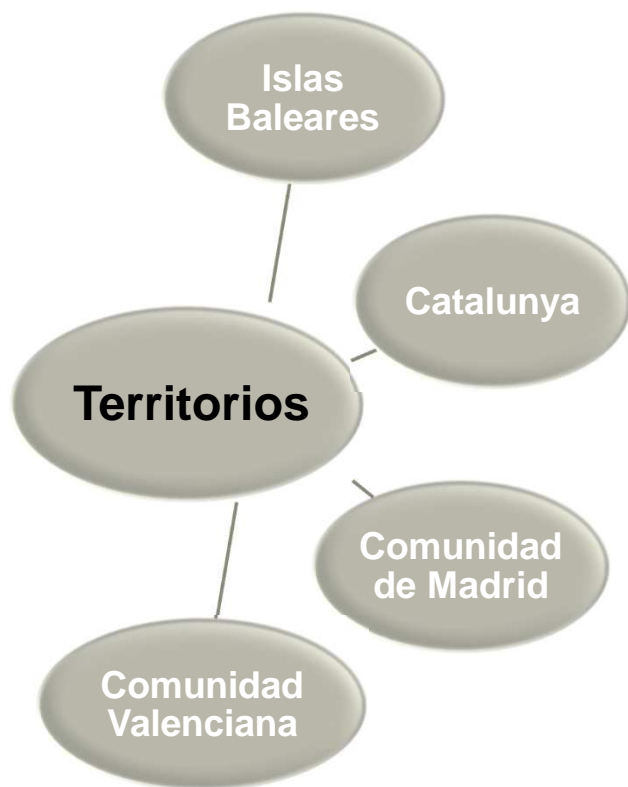 Islas
Baleares
Catalunya
Territorios
Comunidad
de Madrid
Comunidad
Valenciana